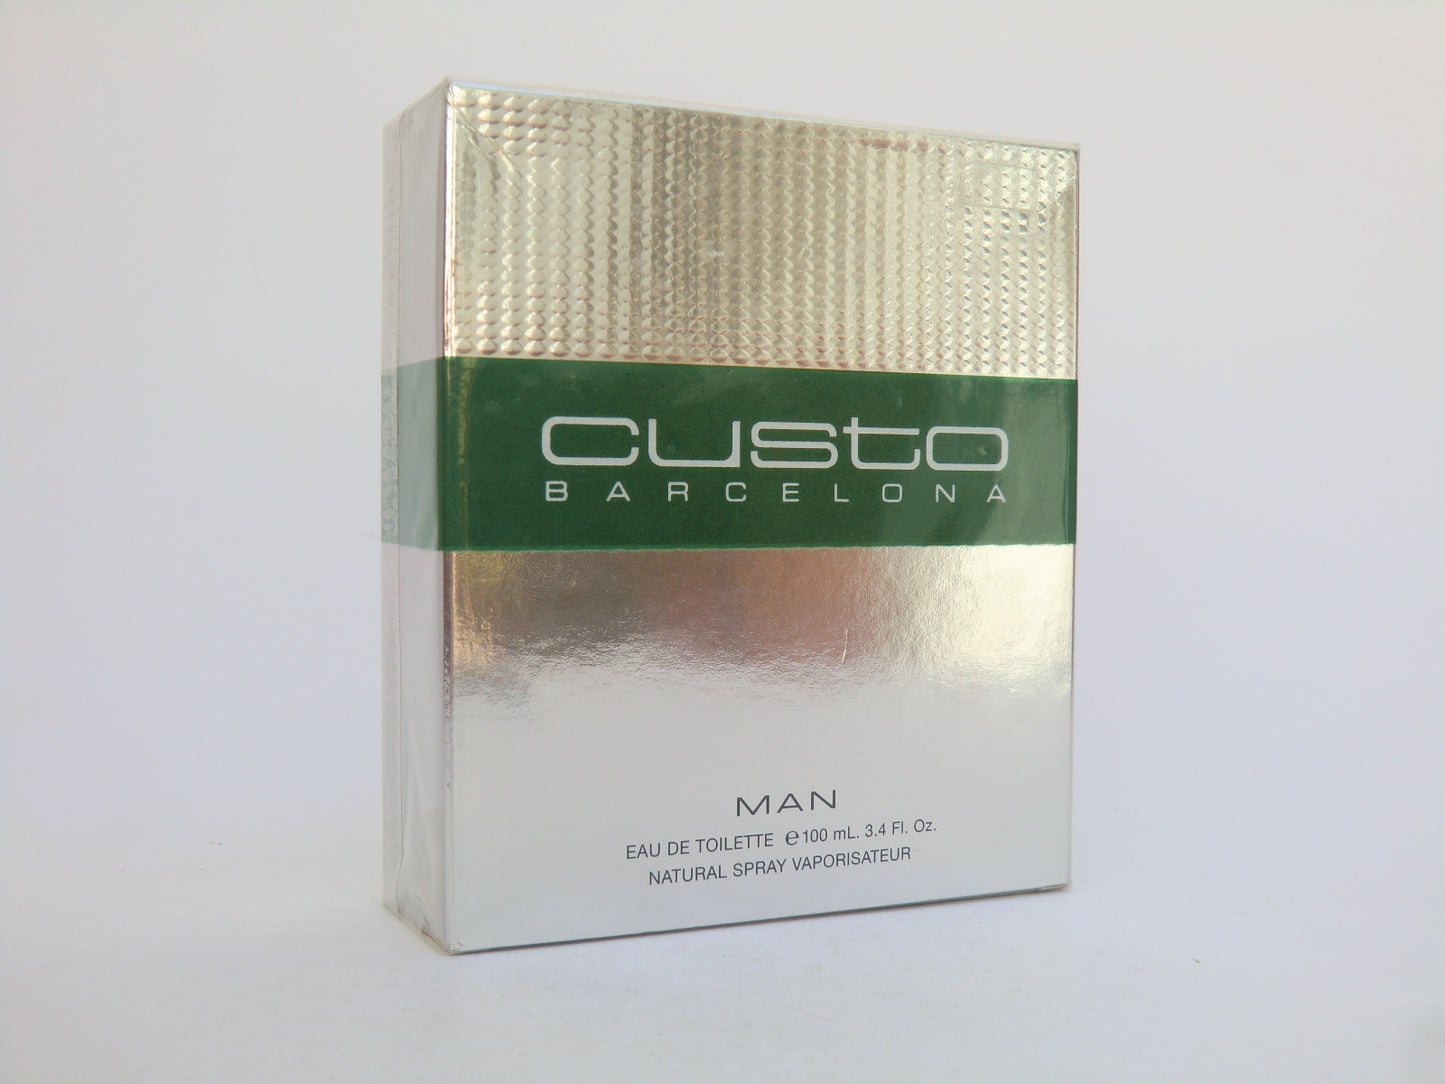 custo
BARCELONA
MAN
EAU DE TOILETTE ℮ 100 mL. 3.4 Fl. Oz.
NATURAL SPRAY VAPORISATEUR